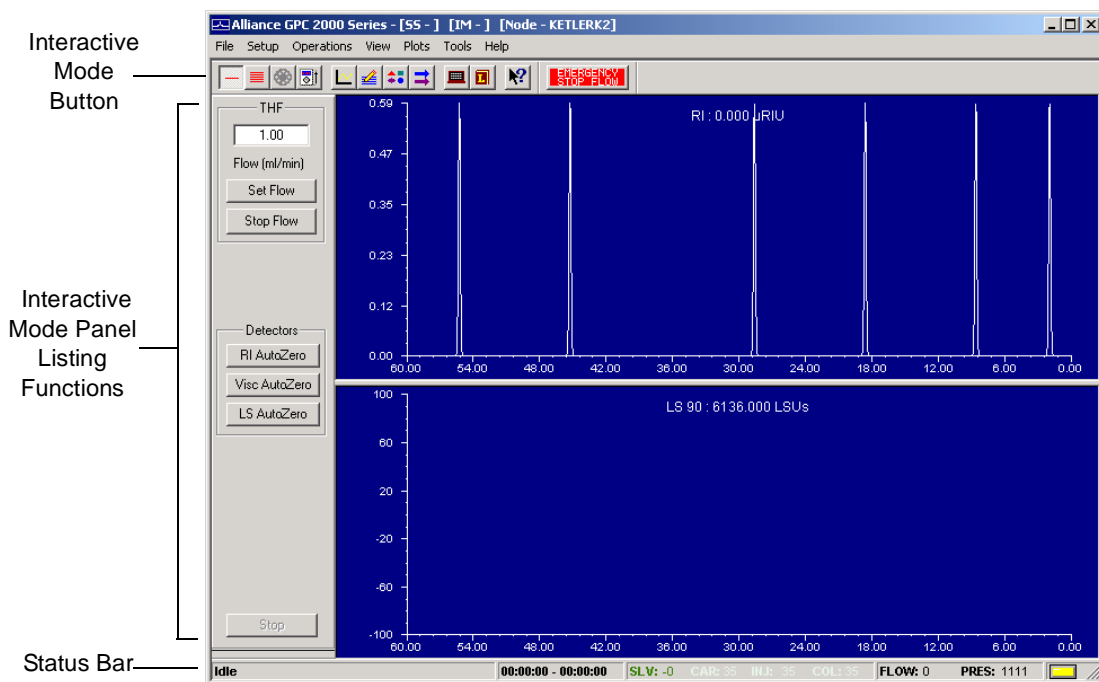 Interactive
Mode
Button
Interactive
Mode Panel
Listing
Functions
Status Bar
Alliance GPC 2000 Series - [SS - ] [IM - ] [Node - KETLERK2]
File Setup Operations View Plots Tools Help
EMERGENCY
STOP FLOW
THF
1.00
Flow (ml/min)
Set Flow
Stop Flow
Detectors
RI AutoZero
Visc AutoZero
LS AutoZero
Stop
RI : 0.000 µRIU
0.59
0.47
0.35
0.23
0.12
0.00
60.00 54.00 48.00 42.00 36.00 30.00 24.00 18.00 12.00 6.00 0.00
LS 90 : 6136.000 LSUs
100
60
20
-20
-60
-100
60.00 54.00 48.00 42.00 36.00 30.00 24.00 18.00 12.00 6.00 0.00
Idle 00:00:00 - 00:00:00 SLV: -0 CAR: 35 INJ: 35 COL: 35 FLOW: 0 PRES: 1111